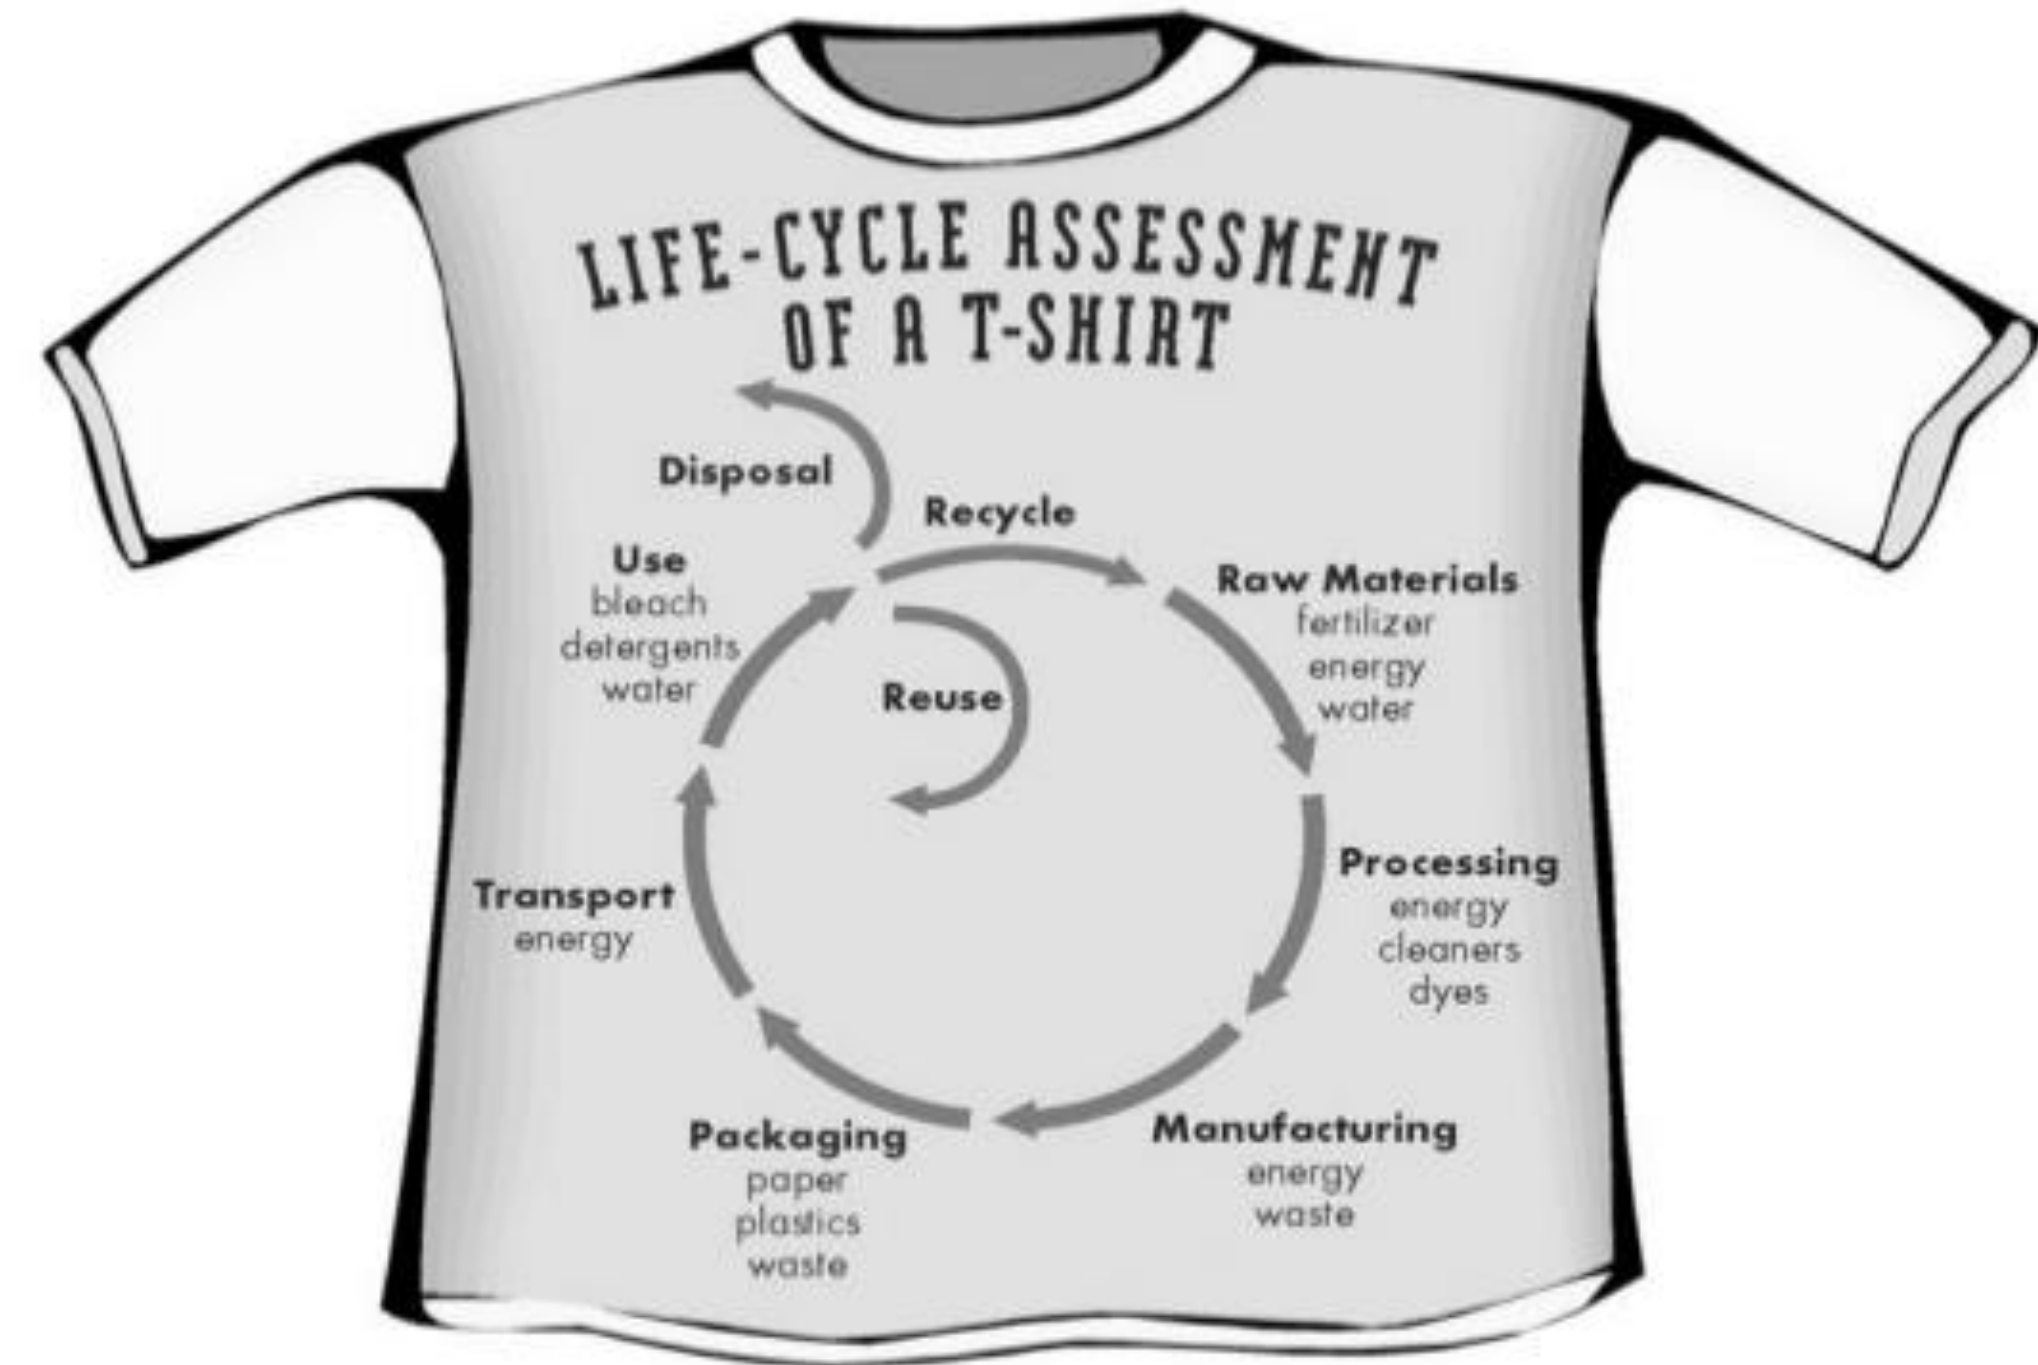 LIFE-CYCLE ASSESSMENT
OF A T-SHIRT
Disposal
Recycle
Use
bleach
detergents
water
Raw Materials
fertilizer
energy
water
Reuse
Processing
energy
cleaners
dyes
Transport
energy
Packaging
paper
plastics
waste
Manufacturing
energy
waste